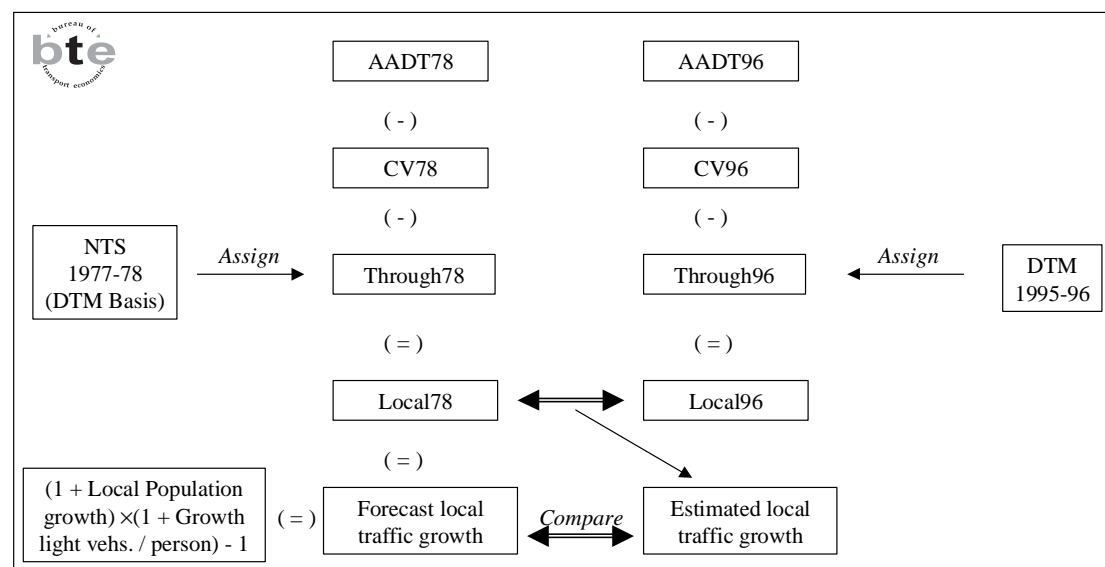 bureau of
bte
transport economics
AADT78
AADT96
( - )
( - )
CV78
CV96
( - )
( - )
NTS
1977-78
(DTM Basis)
Assign
Through78
Through96
Assign
DTM
1995-96
( = )
( = )
Local78
Local96
( = )
(1 + Local Population
growth) ×(1 + Growth
light vehs. / person) - 1
( = )
Forecast local
traffic growth
Compare
Estimated local
traffic growth